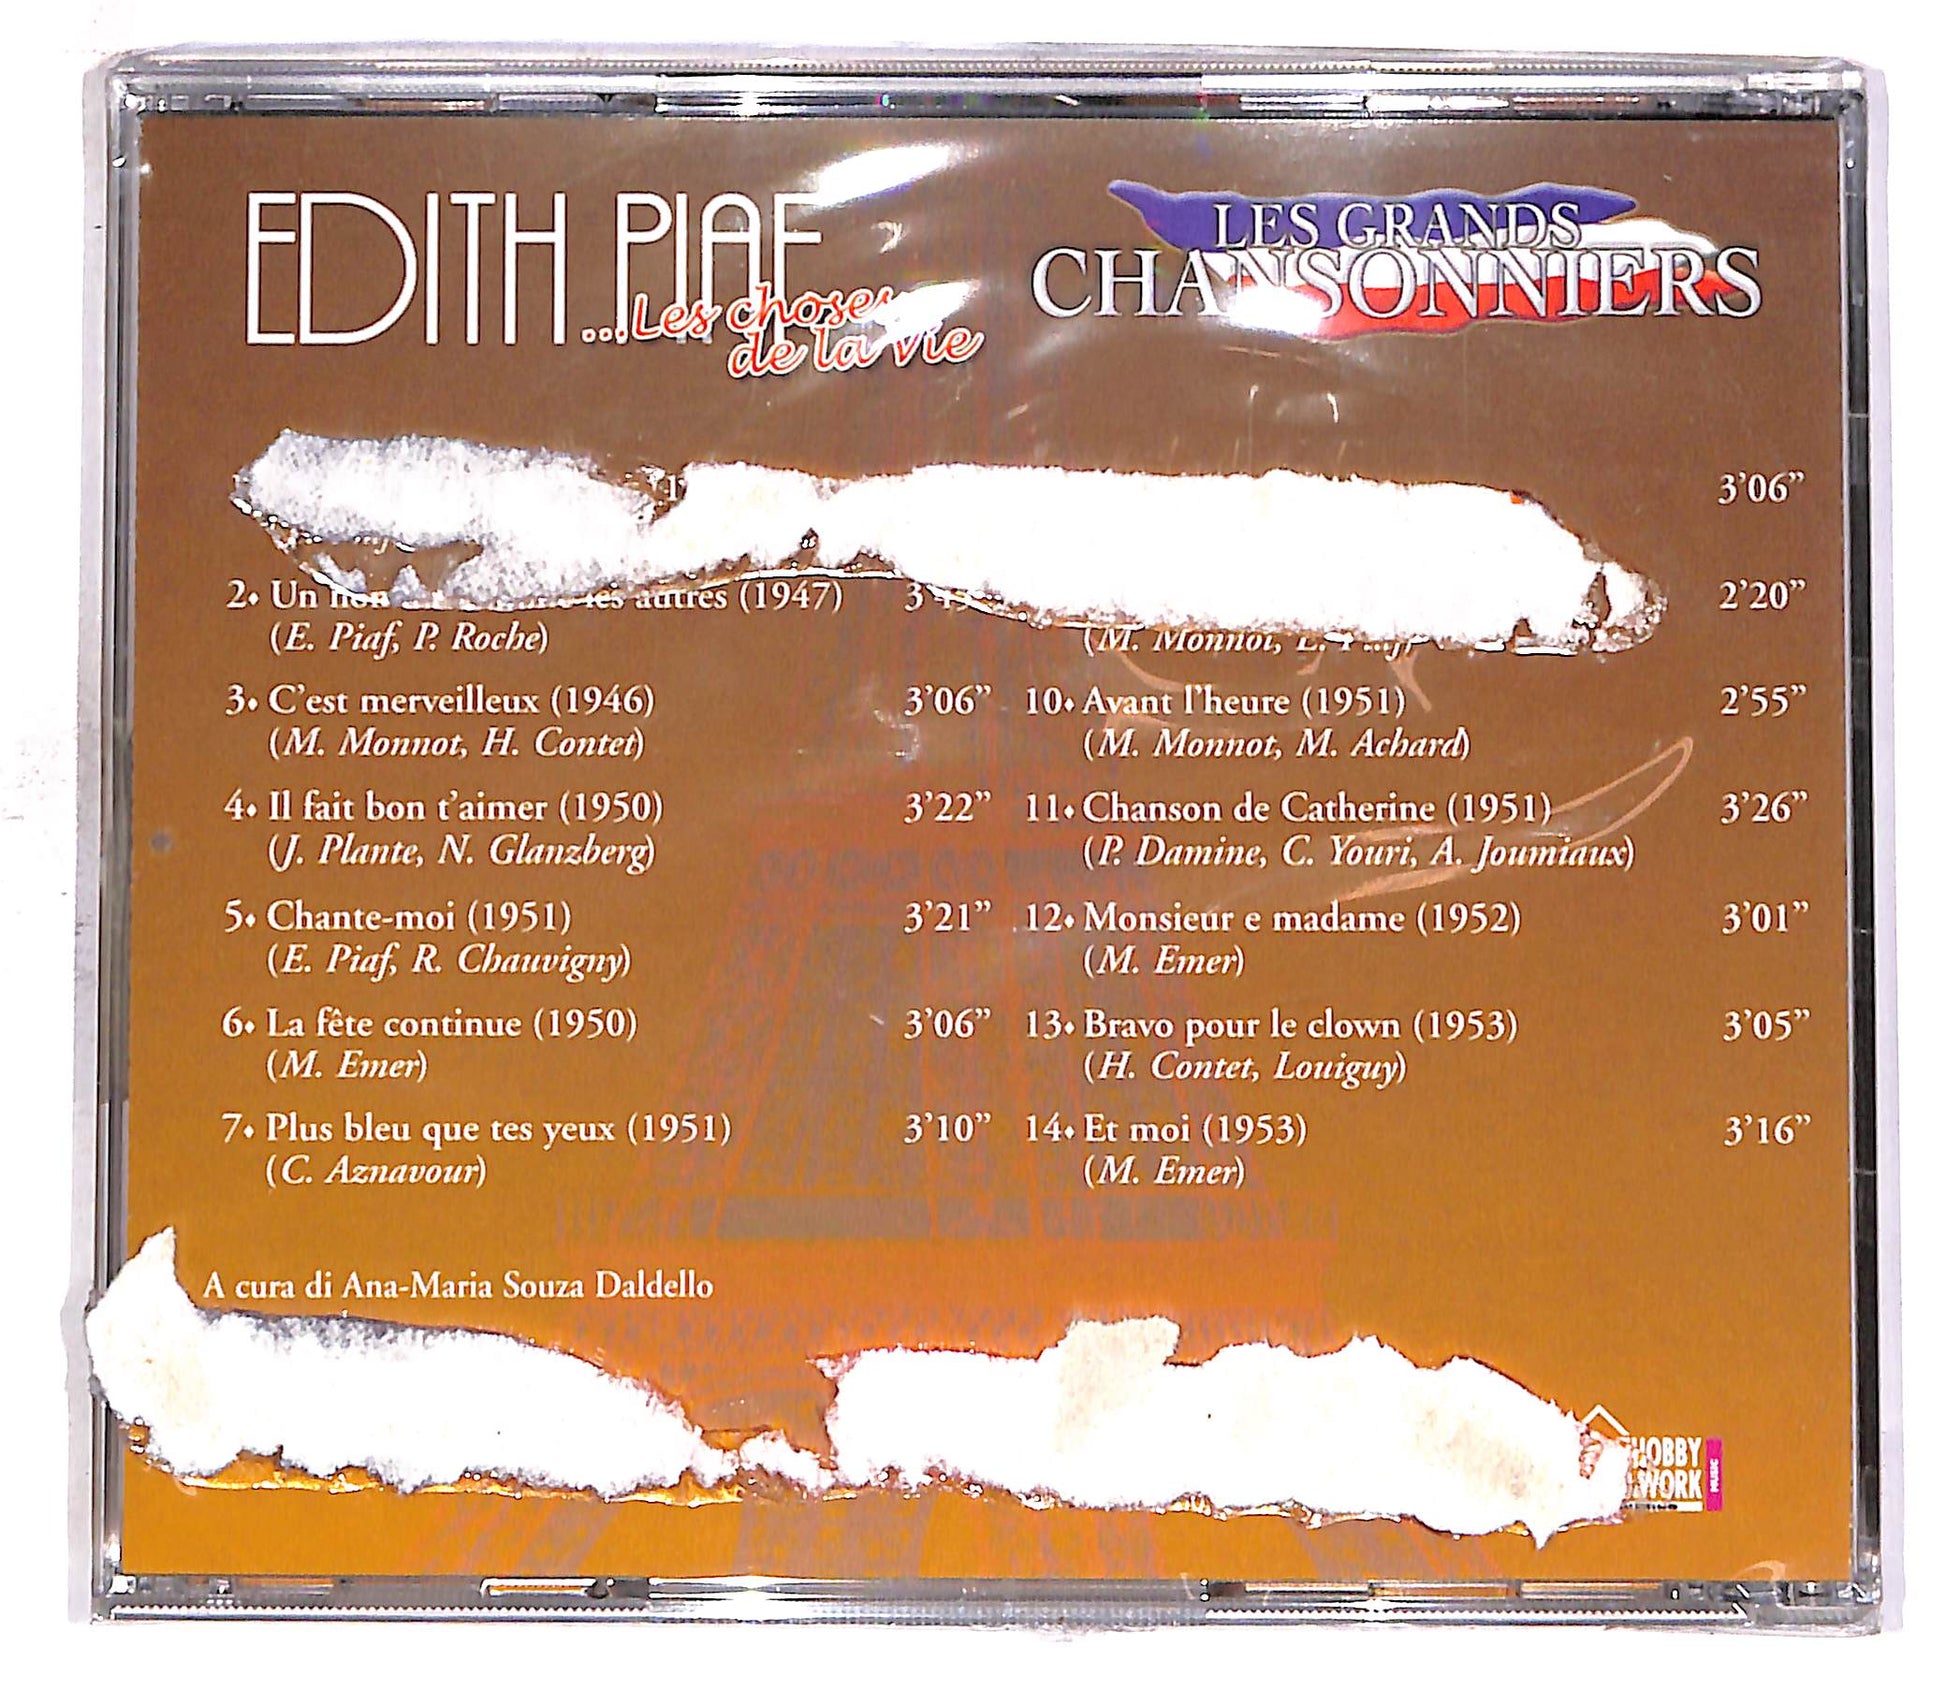 EDITH PIAF
...Les choses
de la vie
LES GRANDS
CHANSONNIERS
2♦ Un les autres (1947)
(E. Piaf, P. Roche)
3♦ C'est merveilleux (1946) 3'06”
(M. Monnot, H. Contet)
4♦ Il fait bon t'aimer (1950) 3'22”
(J. Plante, N. Glanzberg)
5♦ Chante-moi (1951) 3'21”
(E. Piaf, R. Chauvigny)
6♦ La fête continue (1950) 3'06”
(M. Emer)
7♦ Plus bleu que tes yeux (1951) 3'10”
(C. Aznavour)
3'06”
2'20”
(M. Monnot,
10♦ Avant l'heure (1951) 2'55”
(M. Monnot, M. Achard)
11♦ Chanson de Catherine (1951) 3'26”
(P. Damine, C. Youri, A. Joumiaux)
12♦ Monsieur e madame (1952) 3'01”
(M. Emer)
13♦ Bravo pour le clown (1953) 3'05”
(H. Contet, Louiguy)
14♦ Et moi (1953) 3'16”
(M. Emer)
A cura di Ana-Maria Souza Daldello
HOBBY
&WORK
MUSIC